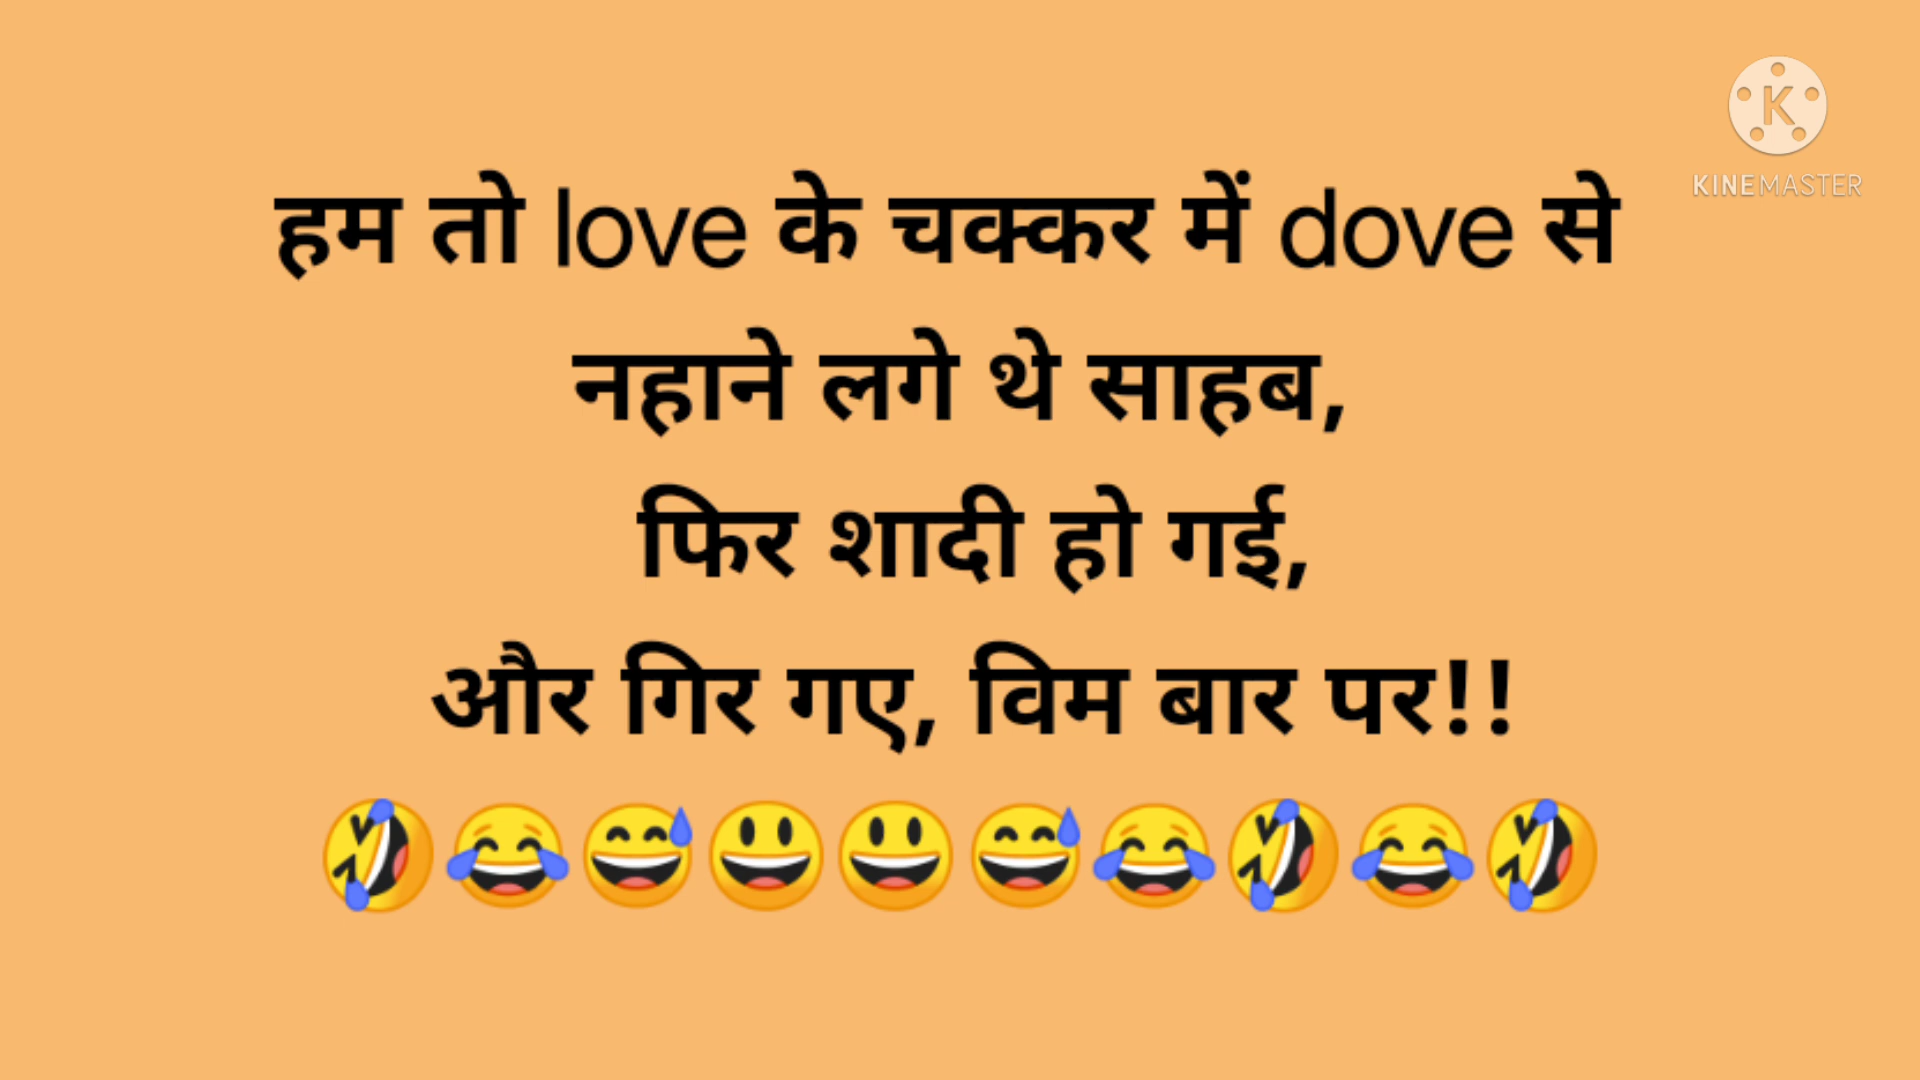 K
KINEMASTER
हम तो love के चक्कर में dove से
नहाने लगे थे साहब,
फिर शादी हो गई,
और गिर गए, विम बार पर!!
🤣😂😅😃😃😅😂🤣😂🤣